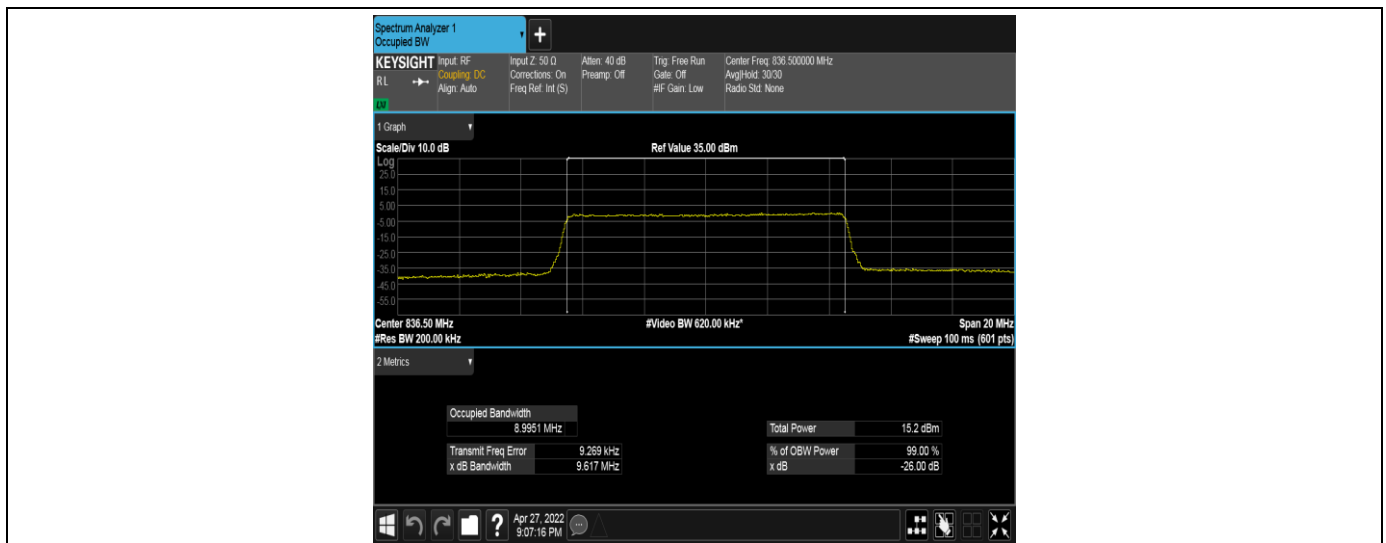 Spectrum Analyzer 1
Occupied BW
+
KEYSIGHT Input: RF Input Z: 50 Ω Atten: 40 dB Trig: Free Run Center Freq: 836.500000 MHz
RL Coupling: DC Corrections: On Preamp: Off Gate: Off Avg|Hold: 30/30
Align: Auto Freq Ref: Int (S) #IF Gain: Low Radio Std: None
1 Graph
Scale/Div 10.0 dB Ref Value 35.00 dBm
Log
25.0
15.0
5.00
-5.00
-15.0
-25.0
-35.0
-45.0
-55.0
Center 836.50 MHz #Video BW 620.00 kHz* Span 20 MHz
#Res BW 200.00 kHz #Sweep 100 ms (601 pts)
2 Metrics
Occupied Bandwidth
8.9951 MHz Total Power 15.2 dBm
Transmit Freq Error 9.269 kHz % of OBW Power 99.00 %
x dB Bandwidth 9.617 MHz x dB -26.00 dB
? Apr 27, 2022
9:07:16 PM